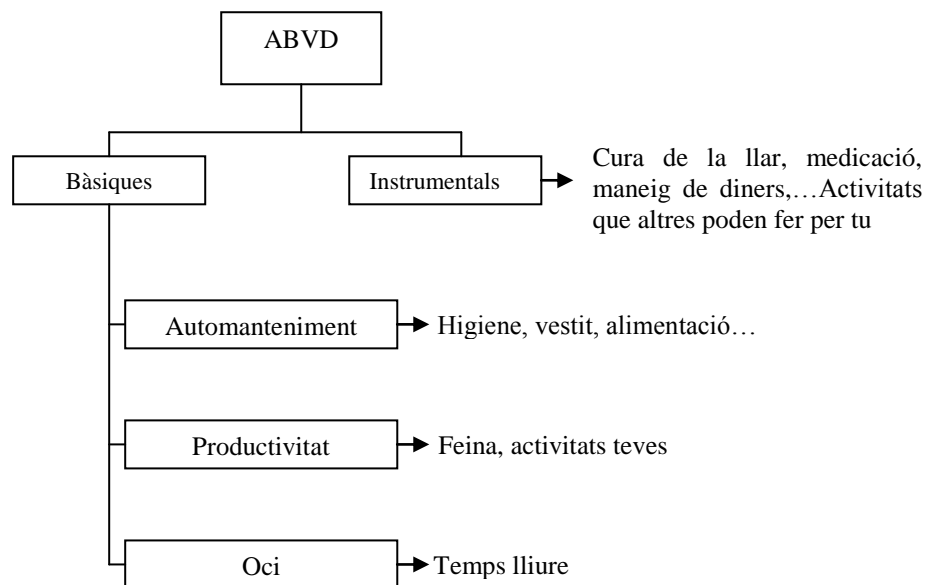 ABVD
Bàsiques
Instrumentals
Cura de la llar, medicació,
maneig de diners,…Activitats
que altres poden fer per tu
Automanteniment
Higiene, vestit, alimentació…
Productivitat
Feina, activitats teves
Oci
Temps lliure